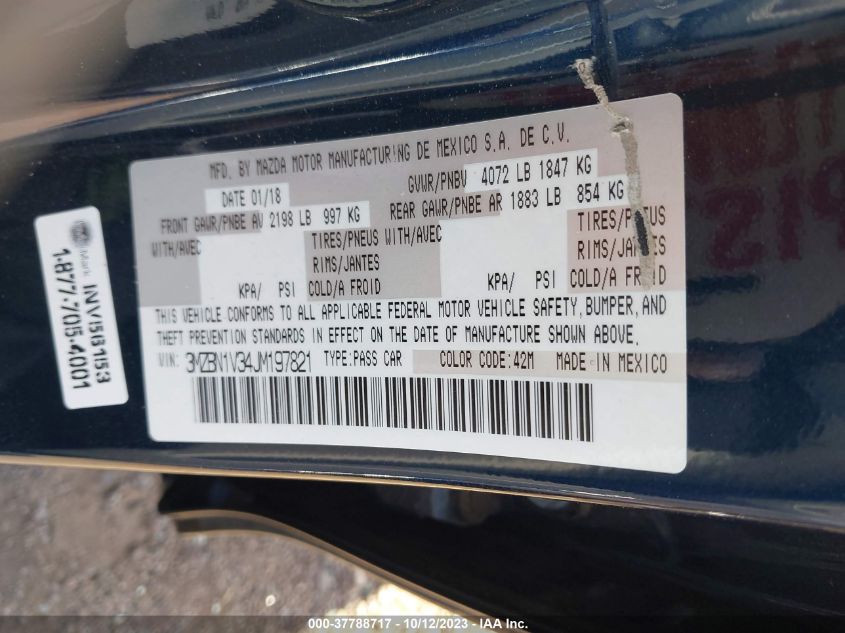 MFD. BY MAZDA MOTOR MANUFACTURING DE MEXICO S.A. DE C.V.
DATE 01/18
GVWR/PNBV 4072 LB 1847 KG
FRONT GAWR/PNBE AV 2198 LB 997 KG
REAR GAWR/PNBE AR 1883 LB 854 KG
WITH/AVEC
TIRES/PNEUS
WITH/AVEC
TIRES/PNEUS
RIMS/JANTES
RIMS/JANTES
KPA/ PSI COLD/A FROID
KPA/ PSI COLD/A FROID
THIS VEHICLE CONFORMS TO ALL APPLICABLE FEDERAL MOTOR VEHICLE SAFETY, BUMPER, AND
THEFT PREVENTION STANDARDS IN EFFECT ON THE DATE OF MANUFACTURE SHOWN ABOVE.
VIN: 3MZBN1V34JM197821 TYPE:PASS CAR COLOR CODE:42M MADE IN MEXICO
INV5I61153
1-877-705-4001
000-37788717 - 10/12/2023 - IAA Inc.